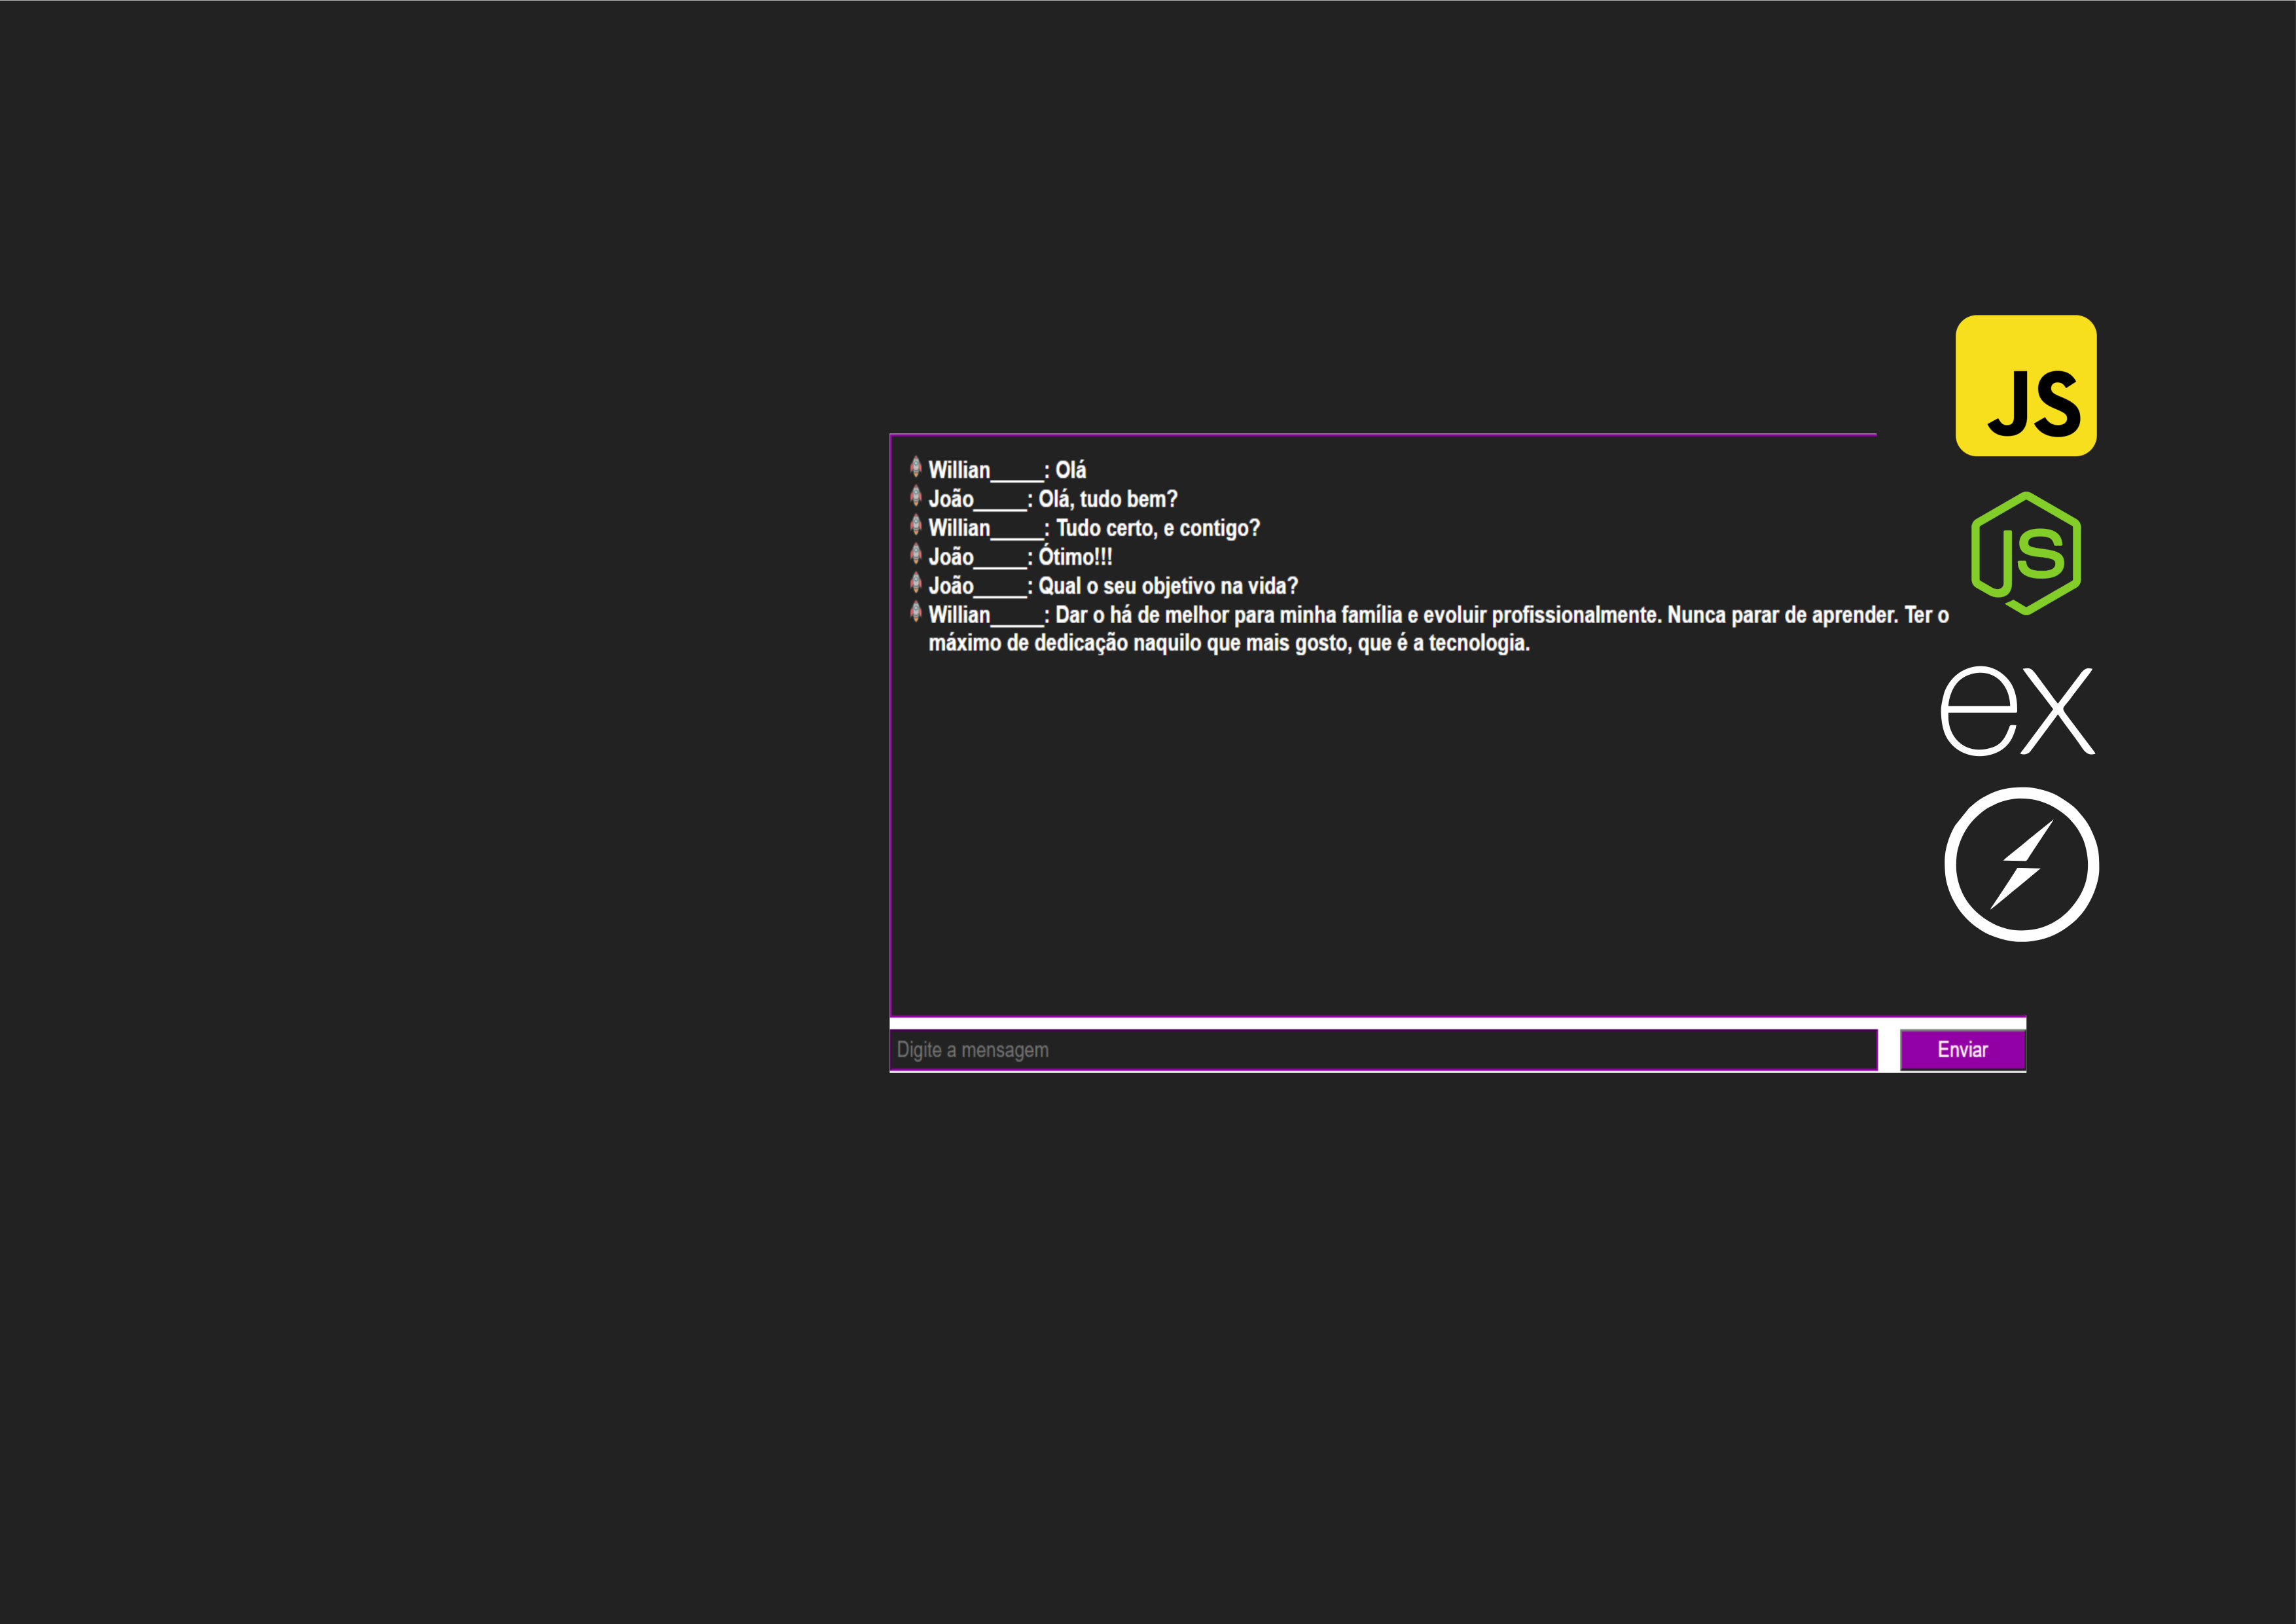 Willian_____: Olá
João_____: Olá, tudo bem?
Willian_____: Tudo certo, e contigo?
João_____: Ótimo!!!
João_____: Qual o seu objetivo na vida?
Willian_____: Dar o há de melhor para minha família e evoluir profissionalmente. Nunca parar de aprender. Ter o
máximo de dedicação naquilo que mais gosto, que é a tecnologia.
Digite a mensagem
Enviar
JS
JS
ex